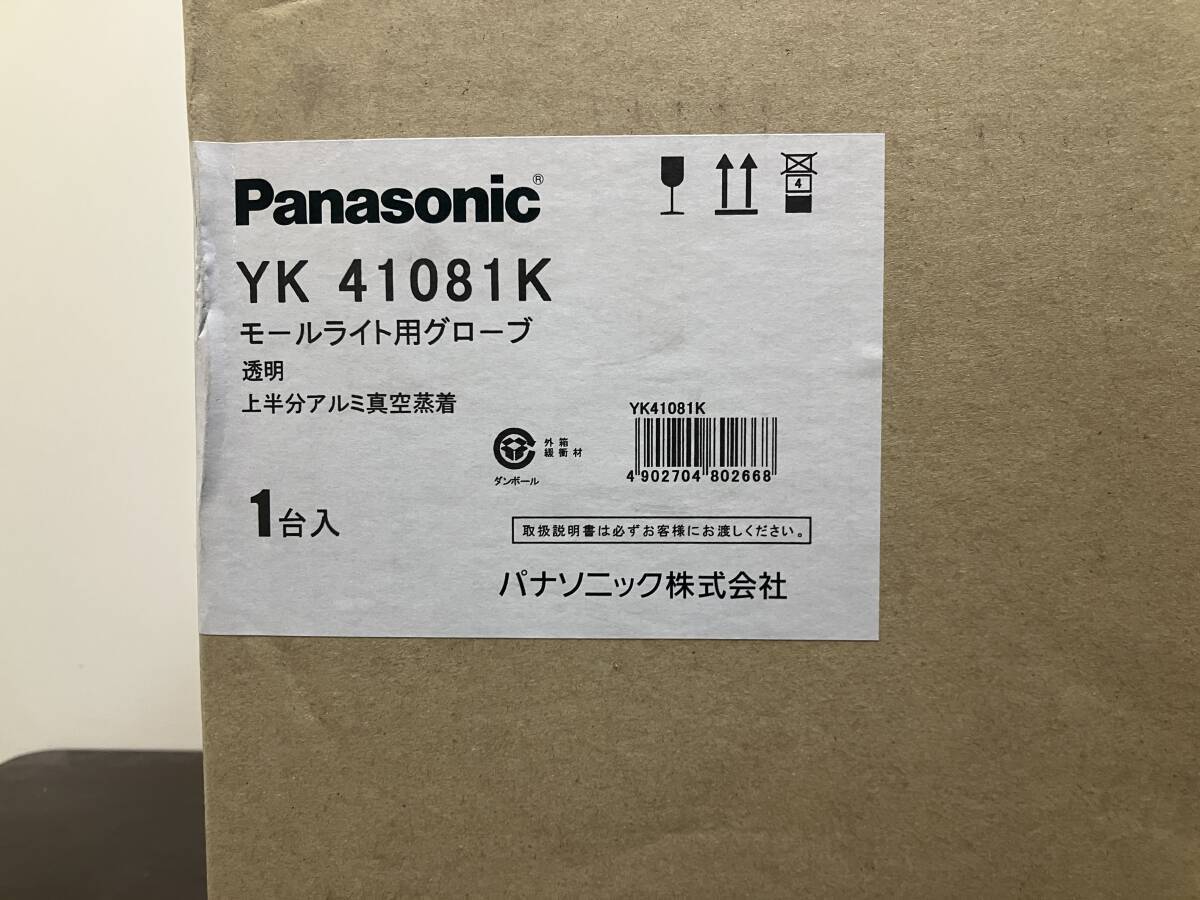 Panasonic®
4
YK 41081K
モールライト用グローブ
透明
上半分アルミ真空蒸着
YK41081K
4902704802668
外箱
緩衝材
ダンボール
1台入
取扱説明書は必ずお客様にお渡しください。
パナソニック株式会社